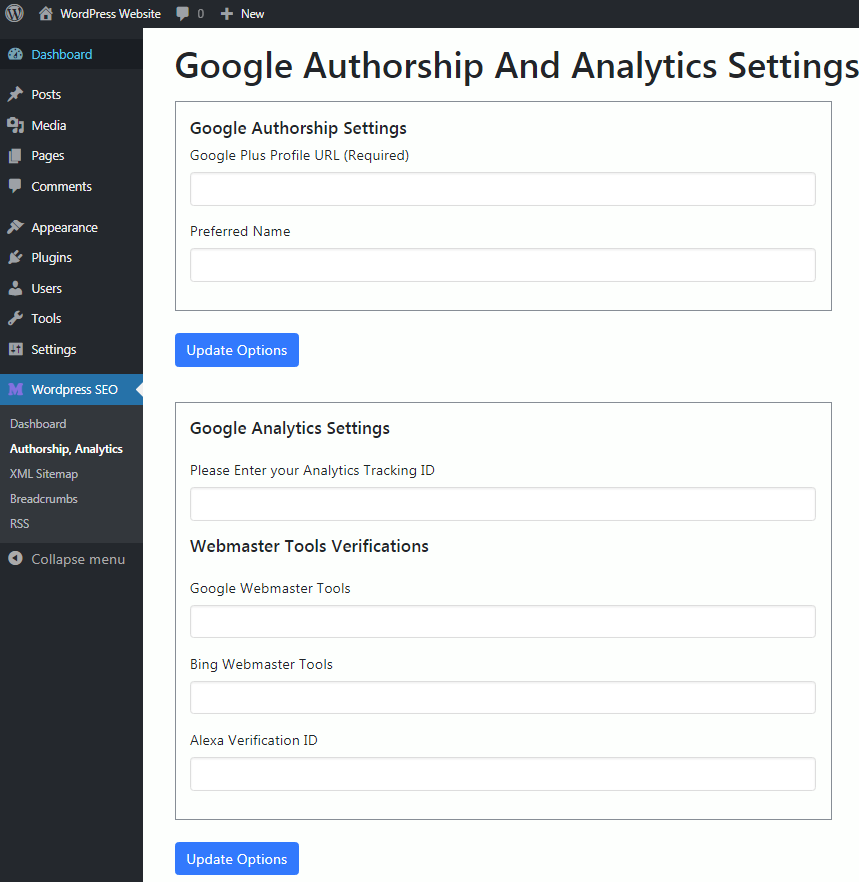 WordPress Website 0 New
Dashboard
Posts
Media
Pages
Comments
Appearance
Plugins
Users
Tools
Settings
Wordpress SEO
Dashboard
Authorship, Analytics
XML Sitemap
Breadcrumbs
RSS
Collapse menu
Google Authorship And Analytics Settings
Google Authorship Settings
Google Plus Profile URL (Required)
Preferred Name
Update Options
Google Analytics Settings
Please Enter your Analytics Tracking ID
Webmaster Tools Verifications
Google Webmaster Tools
Bing Webmaster Tools
Alexa Verification ID
Update Options